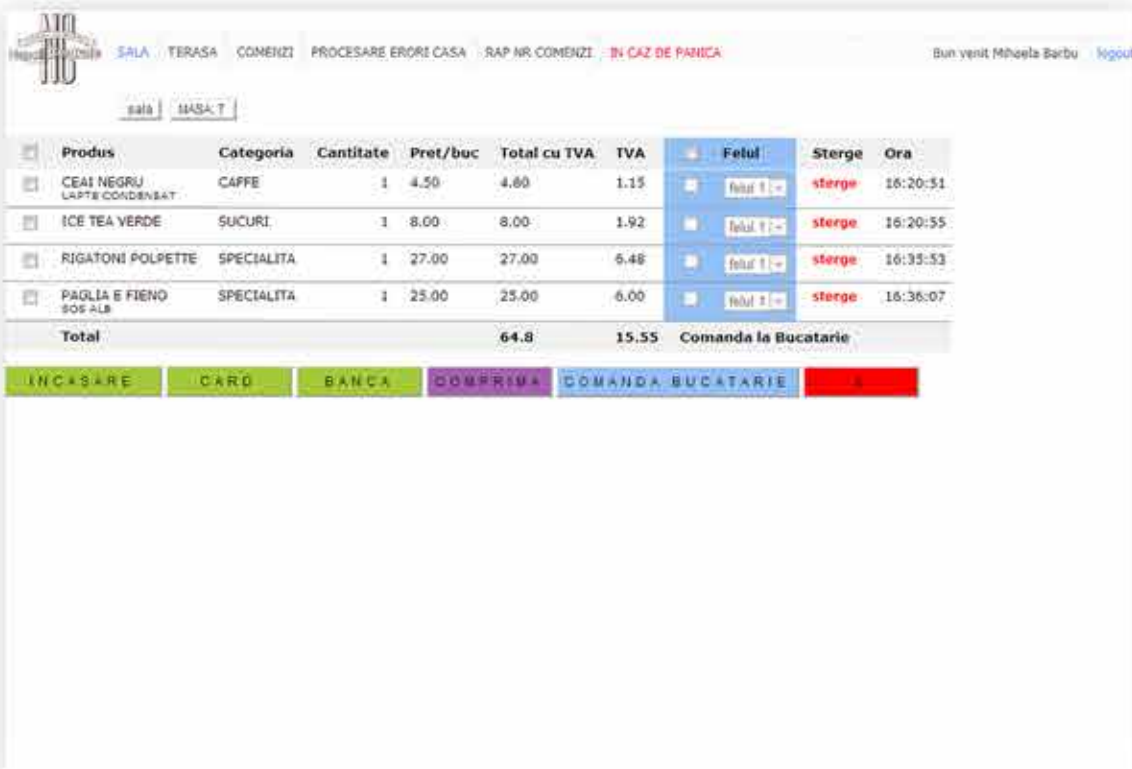 SALA TERASA COMENZI PROCESARE ERORI CASA RAP NR COMENZI IN CAZ DE PANICA Bun venit Mihaela Barbu logout
sala MASA: 7
Produs Categoria Cantitate Pret/buc Total cu TVA TVA Felul Sterge Ora
CEAI NEGRU CAFFE 1 4.50 4.80 1.15 felul 1 sterge 16:20:51
LAPTE CONDENSAT
ICE TEA VERDE SUCURI 1 8.00 8.00 1.92 felul 1 sterge 16:20:55
RIGATONI POLPETTE SPECIALITA 1 27.00 27.00 6.48 felul 1 sterge 16:35:53
PAGLIA E FIENO SPECIALITA 1 25.00 25.00 6.00 felul 1 sterge 16:36:07
SOS ALB
Total 64.8 15.55 Comanda la Bucatarie
INCASARE CARD BANCA COMPRIMA COMANDA BUCATARIE